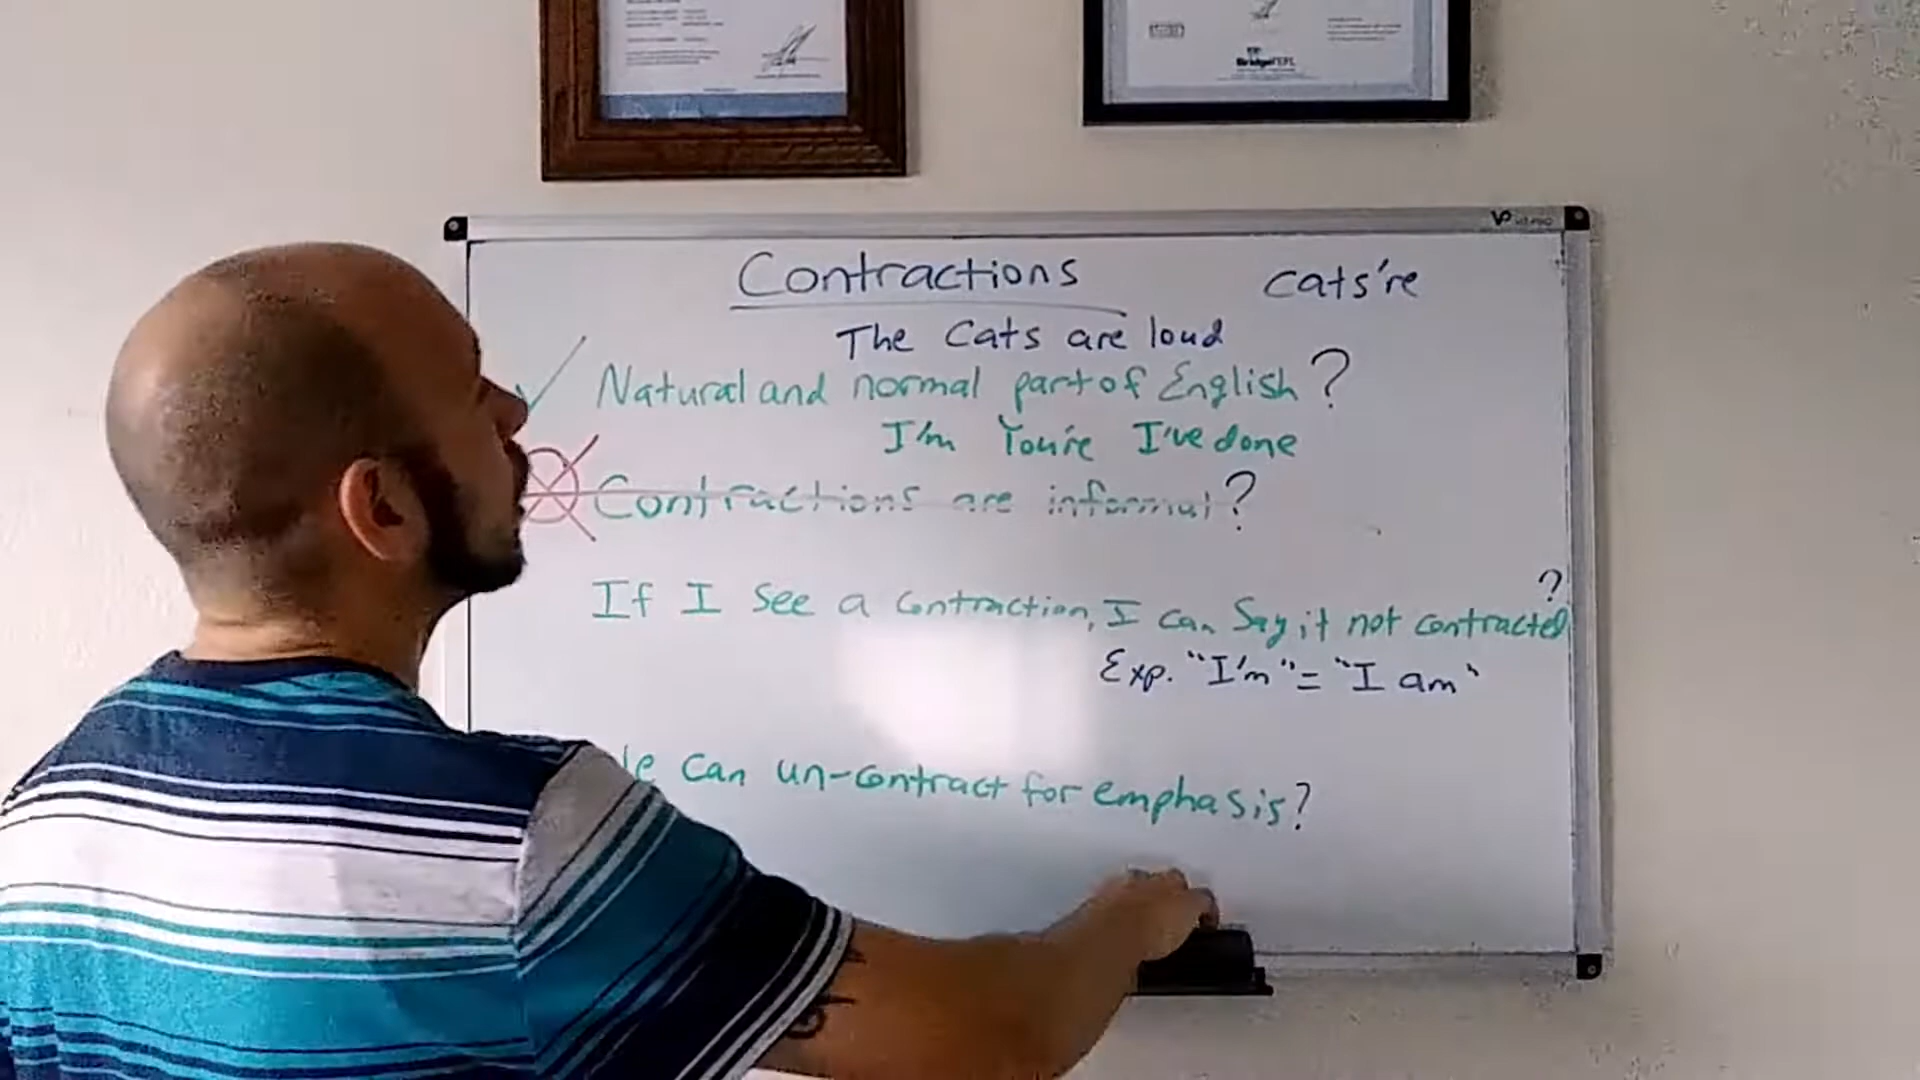 BridgeTEFL
Contractions
cats're
The Cats are loud
Natural and normal part of English?
I'm You're I've done
Contractions are informal?
If I see a contraction, I can say it not contracted?
Exp. "I'm" = "I am"
can un-contract for emphasis?